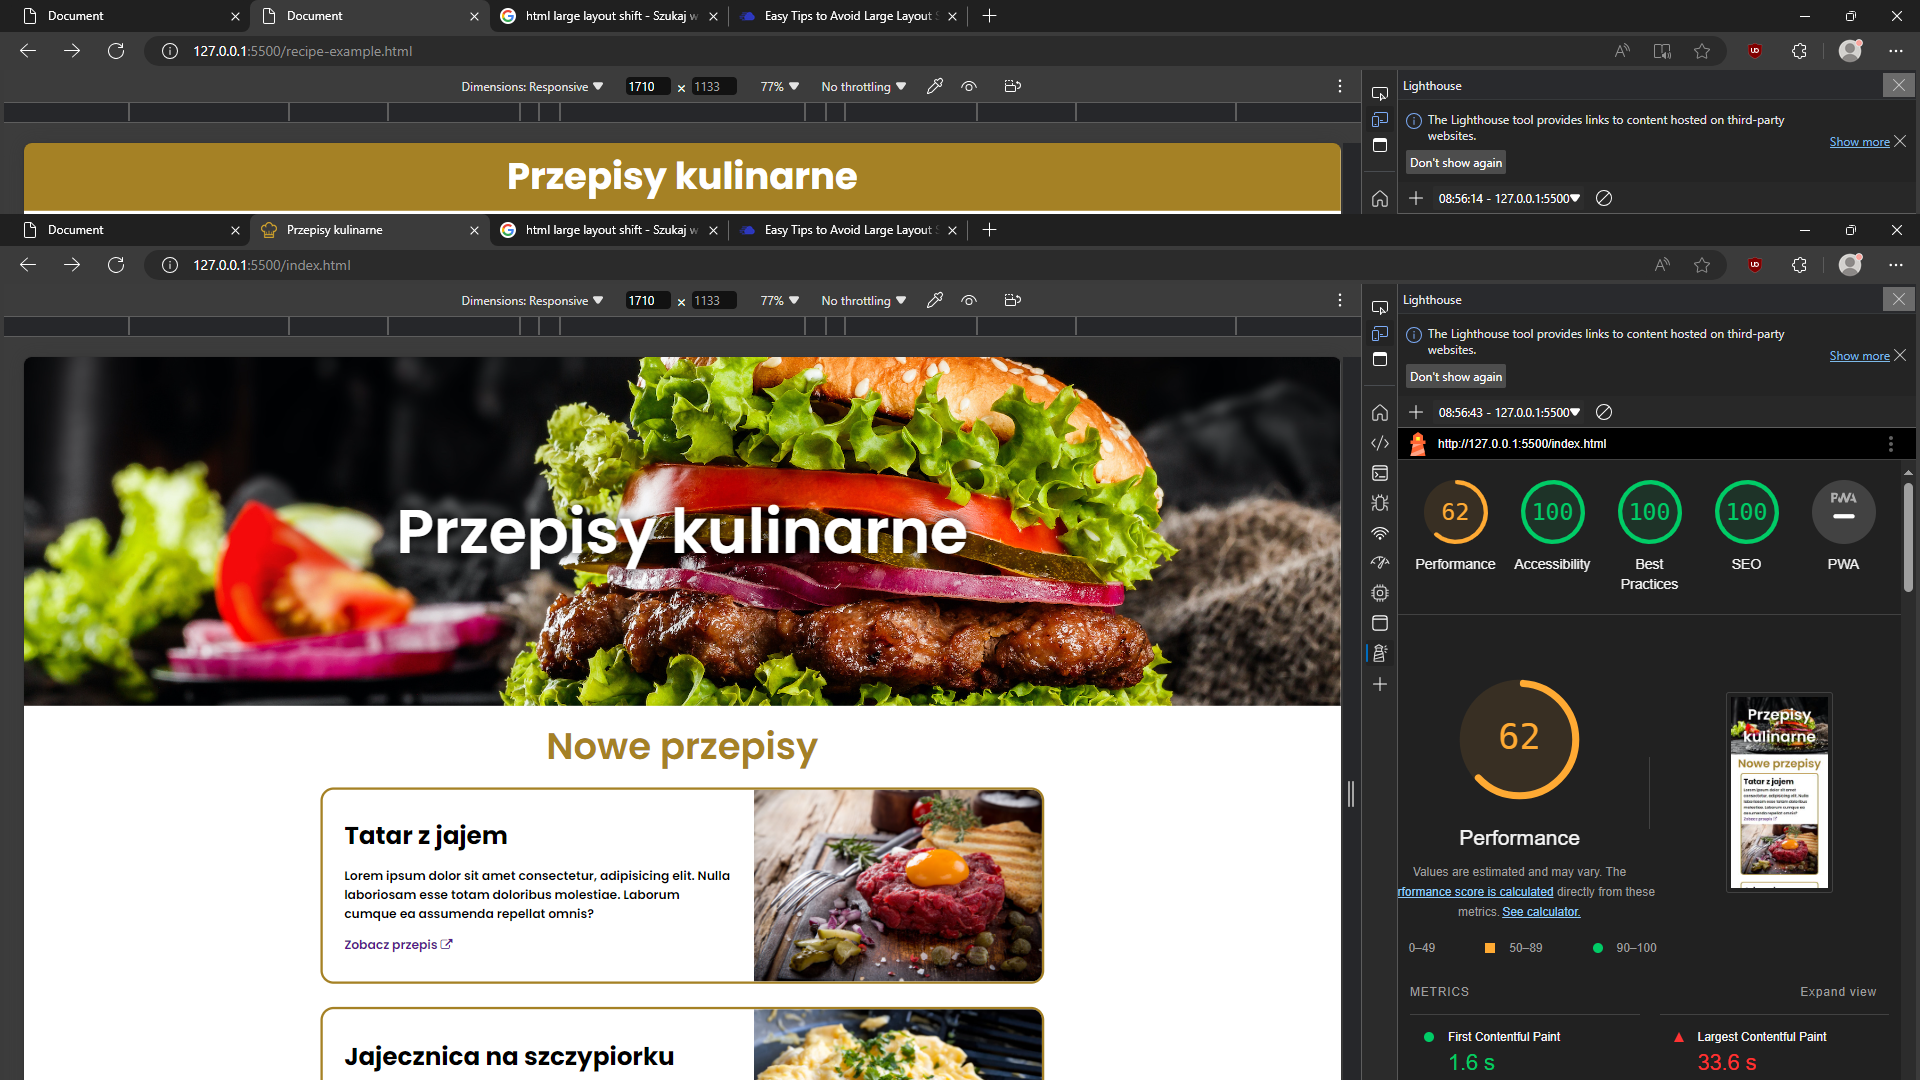 Document
Document
html large layout shift - Szukaj w
Easy Tips to Avoid Large Layout
127.0.0.1:5500/recipe-example.html
Dimensions: Responsive
1710 × 1133
77%
No throttling
Lighthouse
The Lighthouse tool provides links to content hosted on third-party
websites.
Show more
Don't show again
08:56:14 - 127.0.0.1:5500
Przepisy kulinarne
Document
Przepisy kulinarne
html large layout shift - Szukaj w
Easy Tips to Avoid Large Layout
127.0.0.1:5500/index.html
Dimensions: Responsive
1710 × 1133
77%
No throttling
Lighthouse
The Lighthouse tool provides links to content hosted on third-party
websites.
Show more
Don't show again
08:56:43 - 127.0.0.1:5500
http://127.0.0.1:5500/index.html
62
100
100
100
PWA
Performance
Accessibility
Best
Practices
SEO
PWA
Przepisy kulinarne
Nowe przepisy
Tatar z jajem
Lorem ipsum dolor sit amet consectetur, adipisicing elit. Nulla
laboriosam esse totam doloribus molestiae. Laborum
cumque ea assumenda repellat omnis?
Zobacz przepis
Jajecznica na szczypiorku
62
Performance
Values are estimated and may vary. The
rformance score is calculated directly from these
metrics. See calculator.
0–49
50–89
90–100
Przepisy
kulinarne
Nowe przepisy
Tatar z jajem
METRICS
Expand view
First Contentful Paint
1.6 s
Largest Contentful Paint
33.6 s